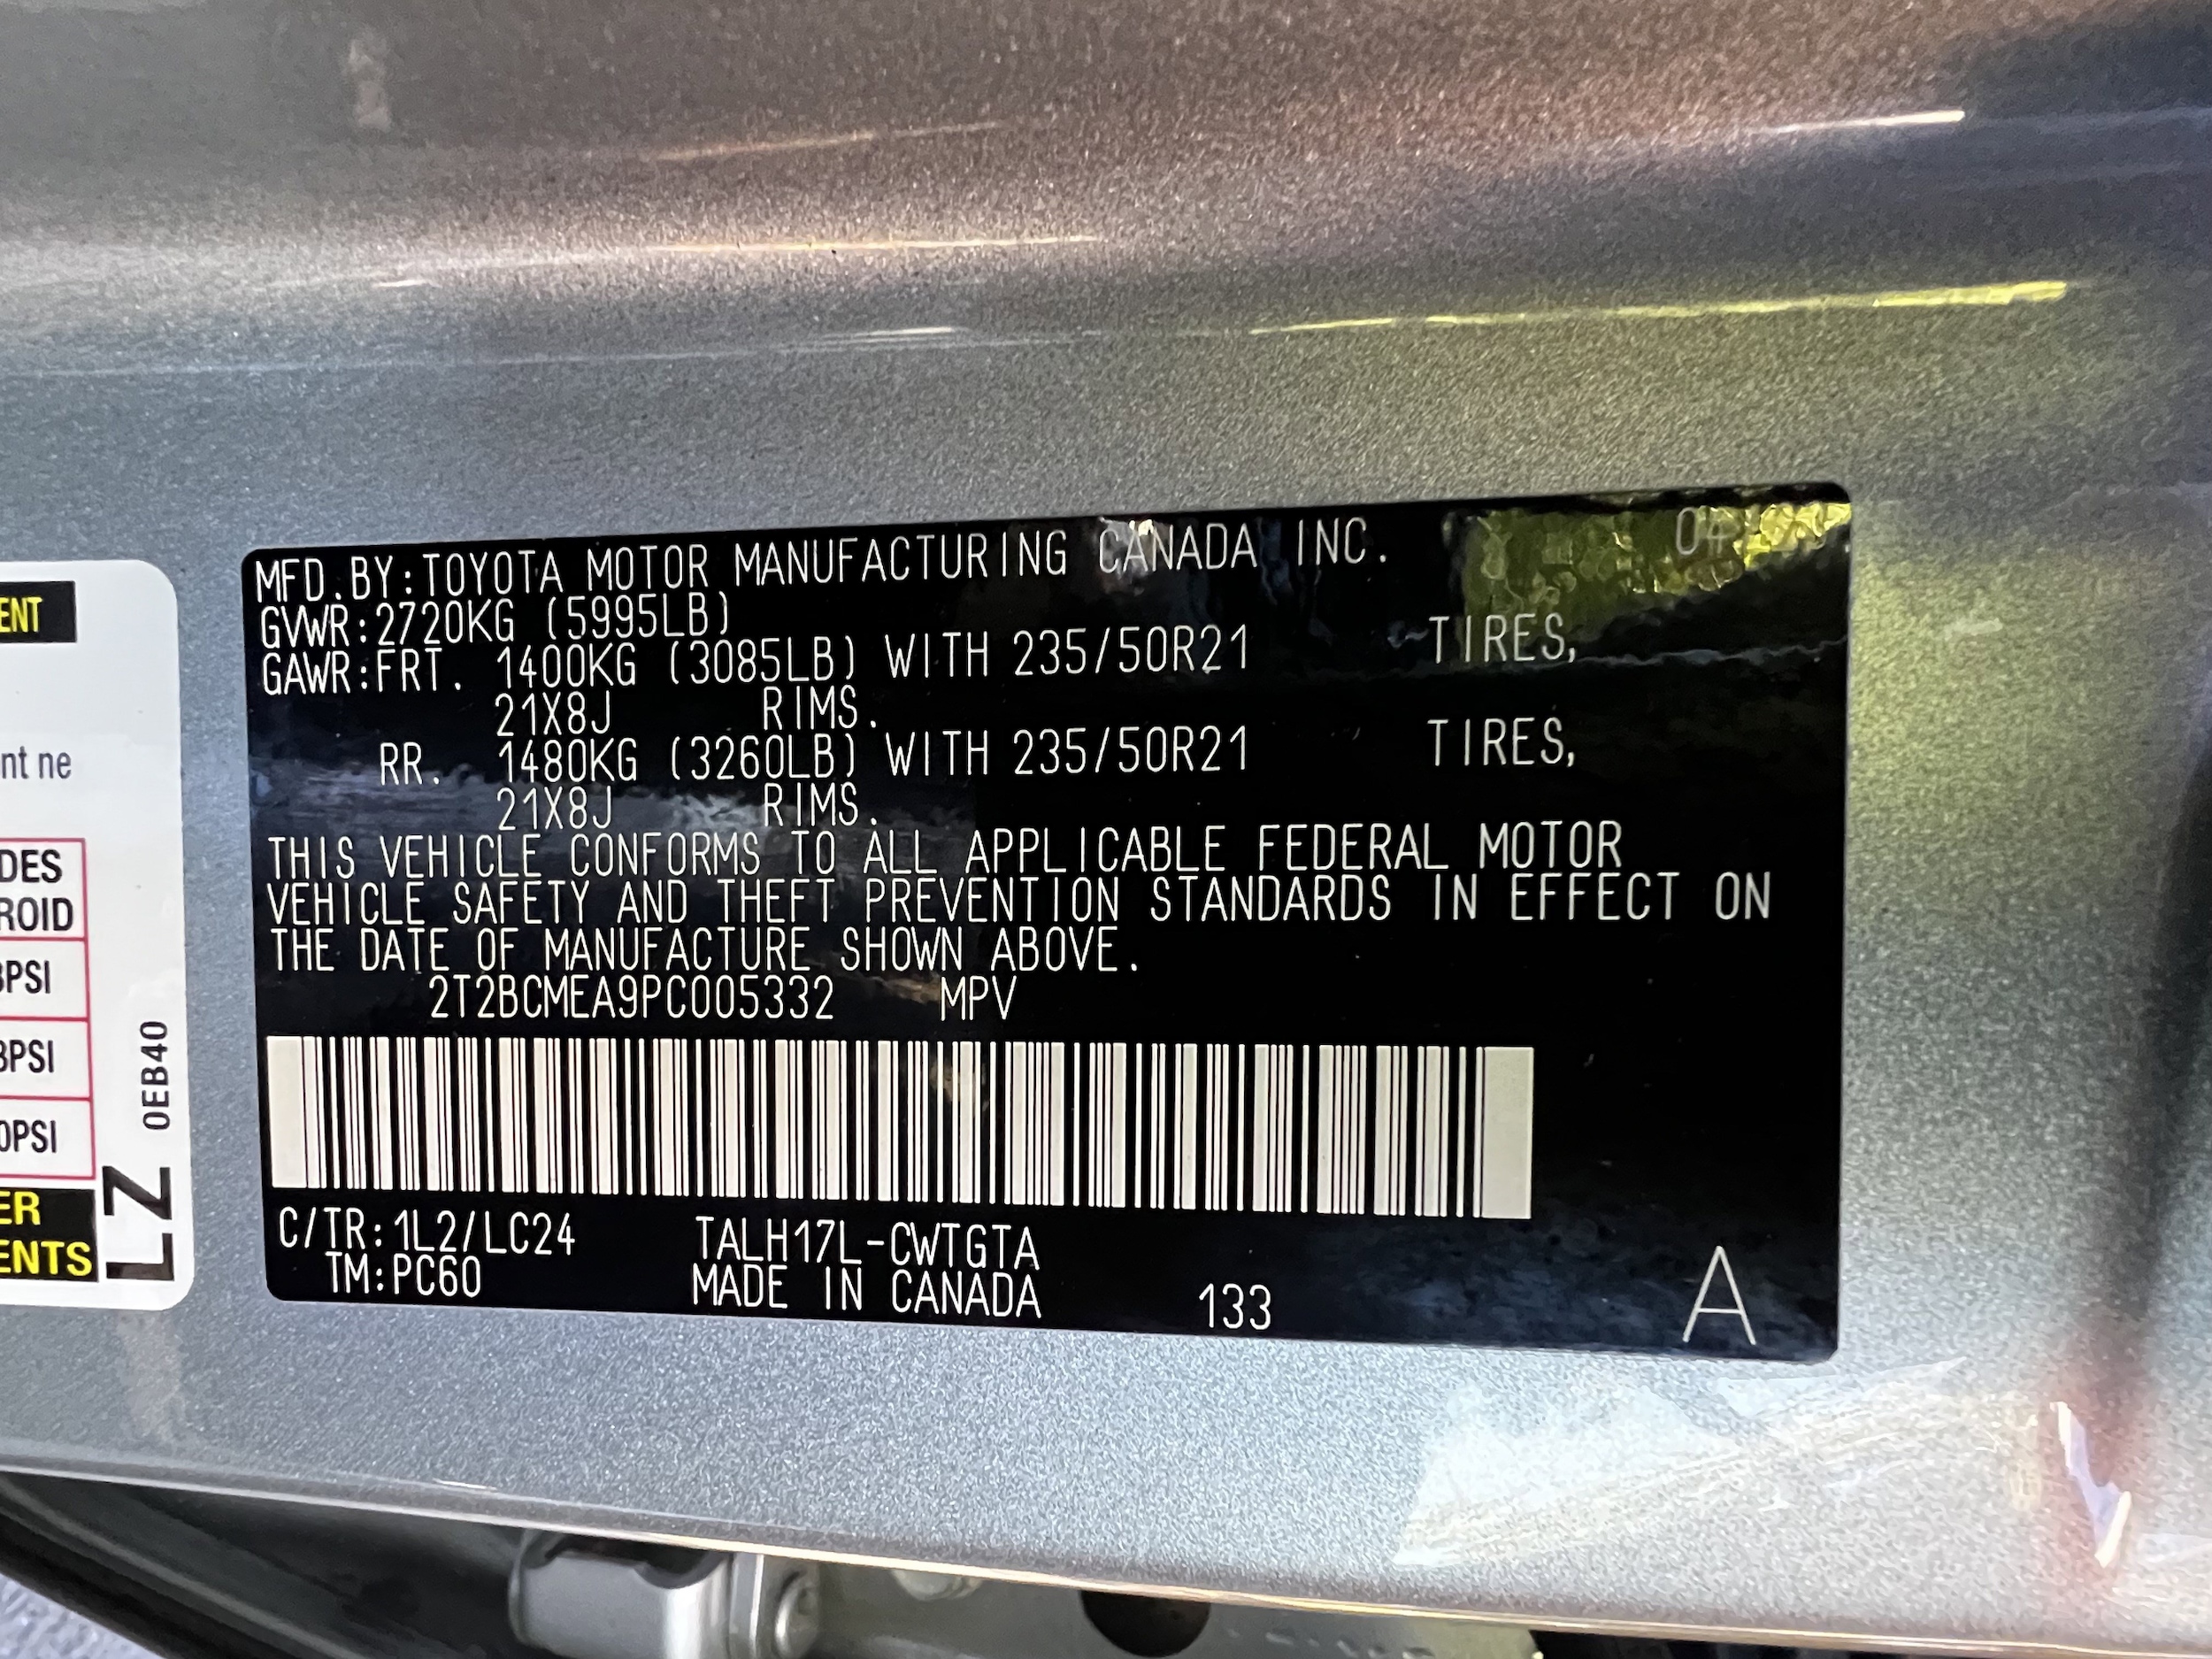 MFD.BY:TOYOTA MOTOR MANUFACTURING CANADA INC.
GVWR:2720KG (5995LB)
GAWR:FRT. 1400KG (3085LB) WITH 235/50R21 TIRES,
21X8J RIMS.
RR. 1480KG (3260LB) WITH 235/50R21 TIRES,
21X8J RIMS.
THIS VEHICLE CONFORMS TO ALL APPLICABLE FEDERAL MOTOR
VEHICLE SAFETY AND THEFT PREVENTION STANDARDS IN EFFECT ON
THE DATE OF MANUFACTURE SHOWN ABOVE.
2T2BCMEA9PC005332 MPV
C/TR:1L2/LC24 TALH17L-CWTGTA
TM:PC60 MADE IN CANADA 133 A
ENT
nt ne
DES
ROID
PSI
PSI
0PSI
ER
ENTS
LZ 0EB40